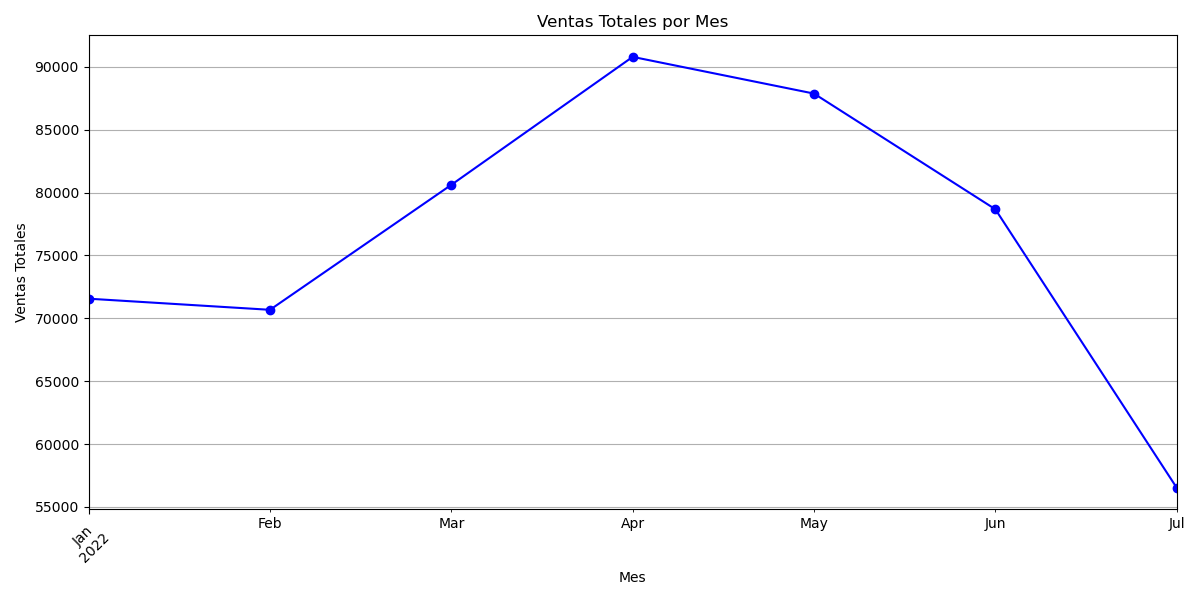 Ventas Totales por Mes
90000
85000
80000
75000
70000
65000
60000
55000
Ventas Totales
Jan
2022
Feb
Mar
Apr
May
Jun
Jul
Mes